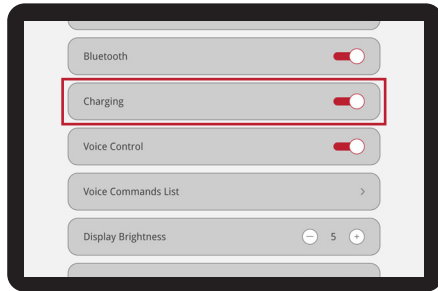 Bluetooth
Charging
Voice Control
Voice Commands List
Display Brightness
5